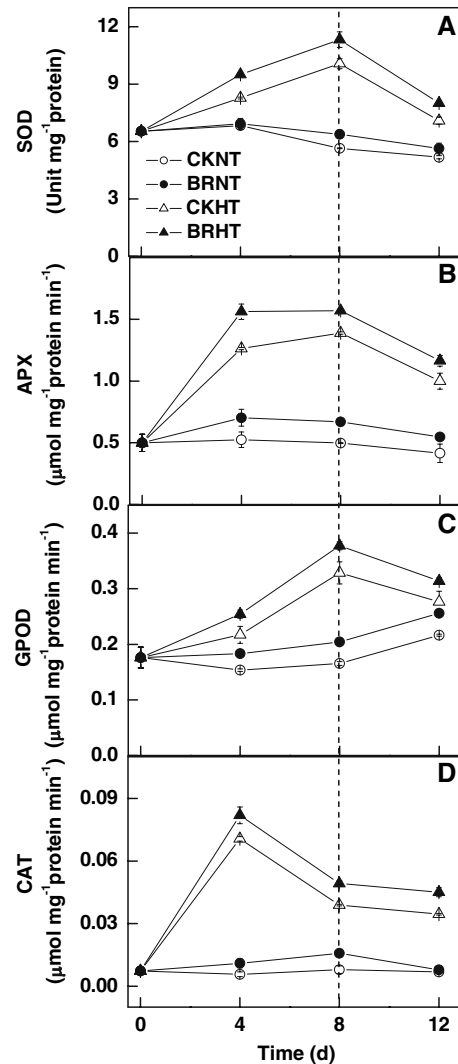 A
SOD
(Unit mg⁻¹protein)
12
9
6
3
0
CKNT
BRNT
CKHT
BRHT
B
APX
(μmol mg⁻¹protein min⁻¹)
1.5
1.0
0.5
0.0
C
GPOD
(μmol mg⁻¹protein min⁻¹)
0.4
0.3
0.2
0.1
0.0
D
CAT
(μmol mg⁻¹protein min⁻¹)
0.09
0.06
0.03
0.00
0 4 8 12
Time (d)